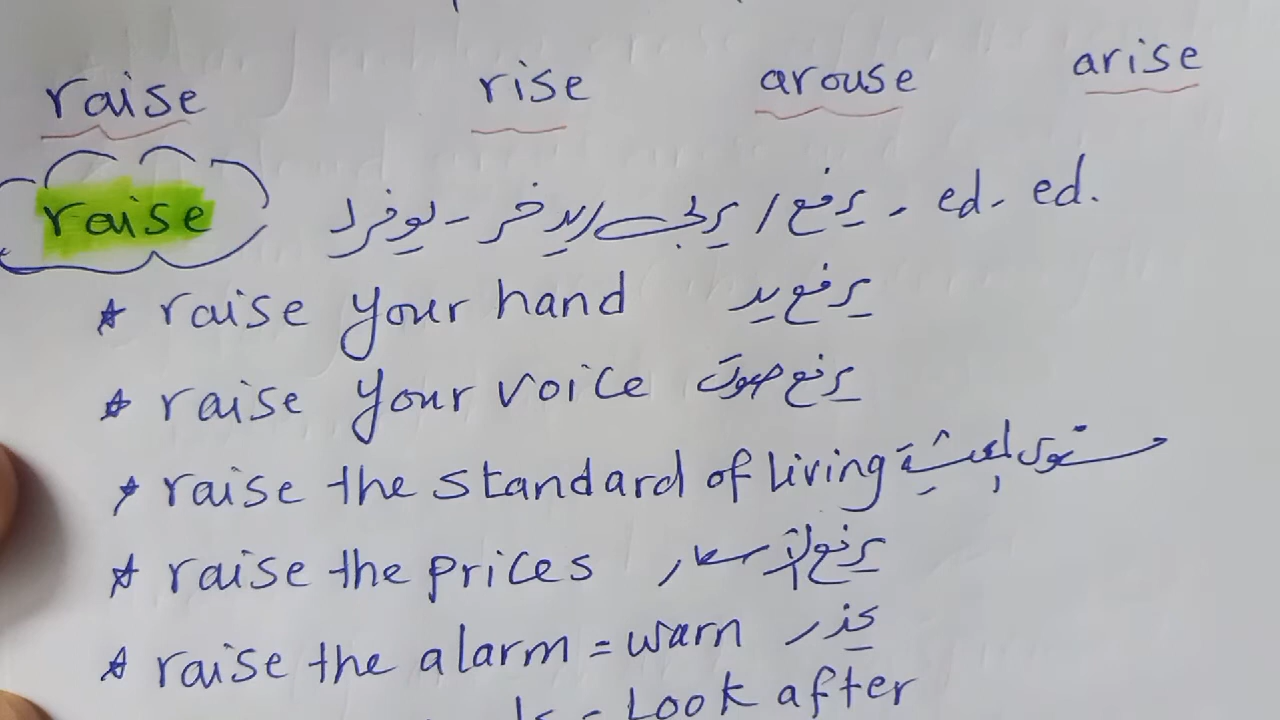 raise rise arouse arise
raise يرفع / يربي / يدخر - يوفر - ed - ed.
* raise your hand يرفع يد
* raise your voice يرفع صوت
* raise the standard of living مستوى المعيشة
* raise the prices يرفع الأسعار
* raise the alarm = warn يحذر
= Look after